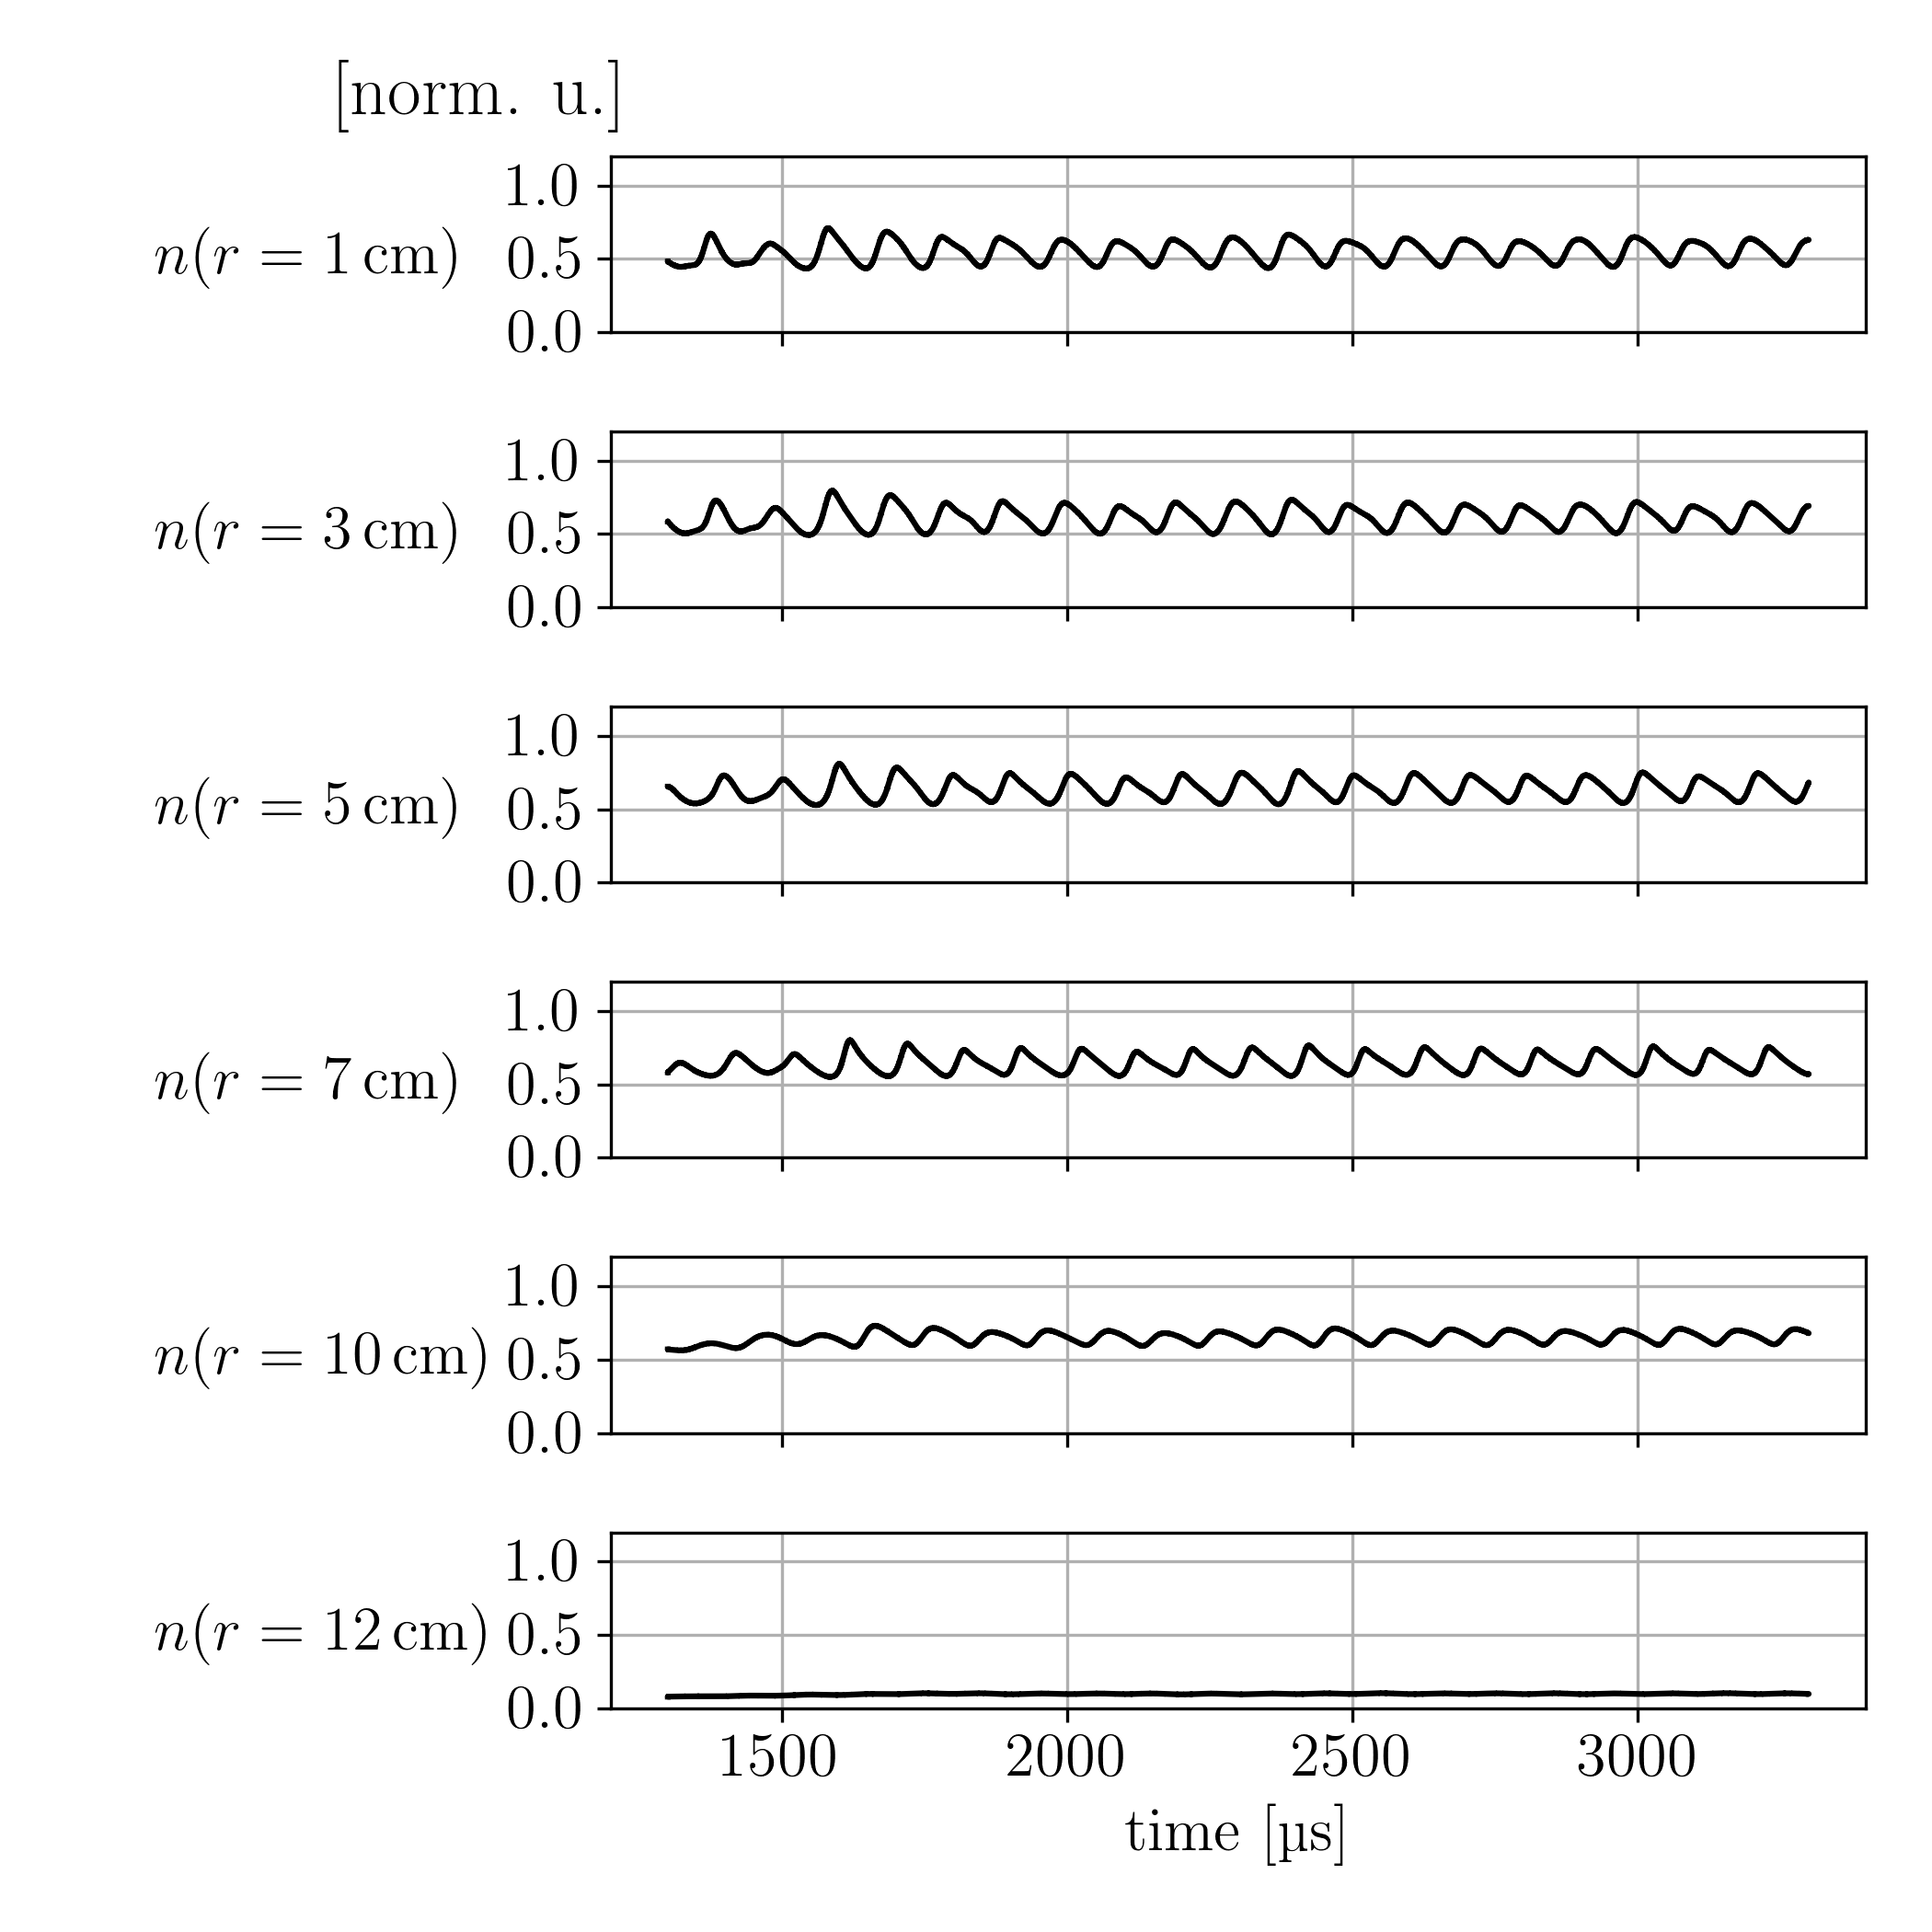 [norm. u.]
1.0
n(r = 1 cm) 0.5
0.0
1.0
n(r = 3 cm) 0.5
0.0
1.0
n(r = 5 cm) 0.5
0.0
1.0
n(r = 7 cm) 0.5
0.0
1.0
n(r = 10 cm) 0.5
0.0
1.0
n(r = 12 cm) 0.5
0.0
1500 2000 2500 3000
time [µs]